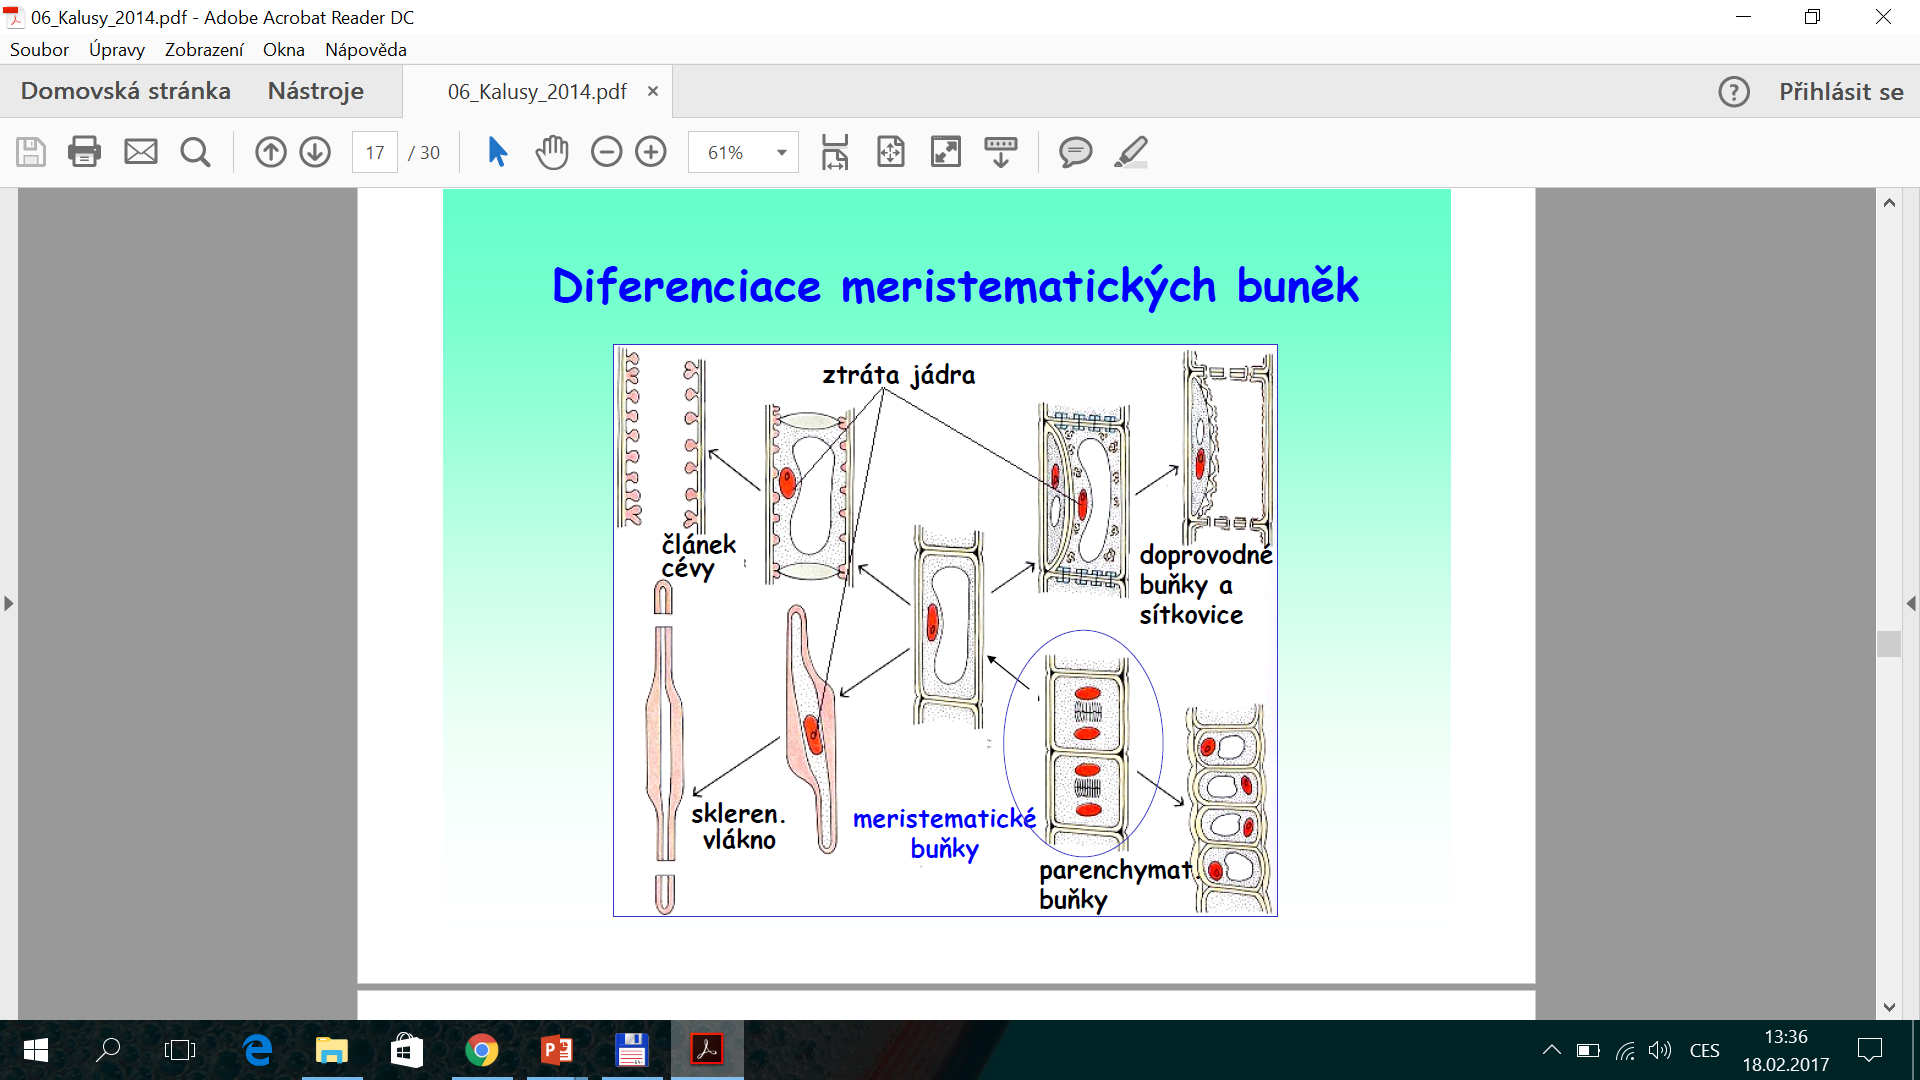 06_Kalusy_2014.pdf - Adobe Acrobat Reader DC
Soubor Úpravy Zobrazení Okna Nápověda
Domovská stránka Nástroje 06_Kalusy_2014.pdf × ? Přihlásit se
17 / 30 61%
Diferenciace meristematických buněk
ztráta jádra
článek
cévy
doprovodné
buňky a
sítkovice
skleren.
vlákno
meristematické
buňky
parenchymat.
buňky
CES
13:36
18.02.2017